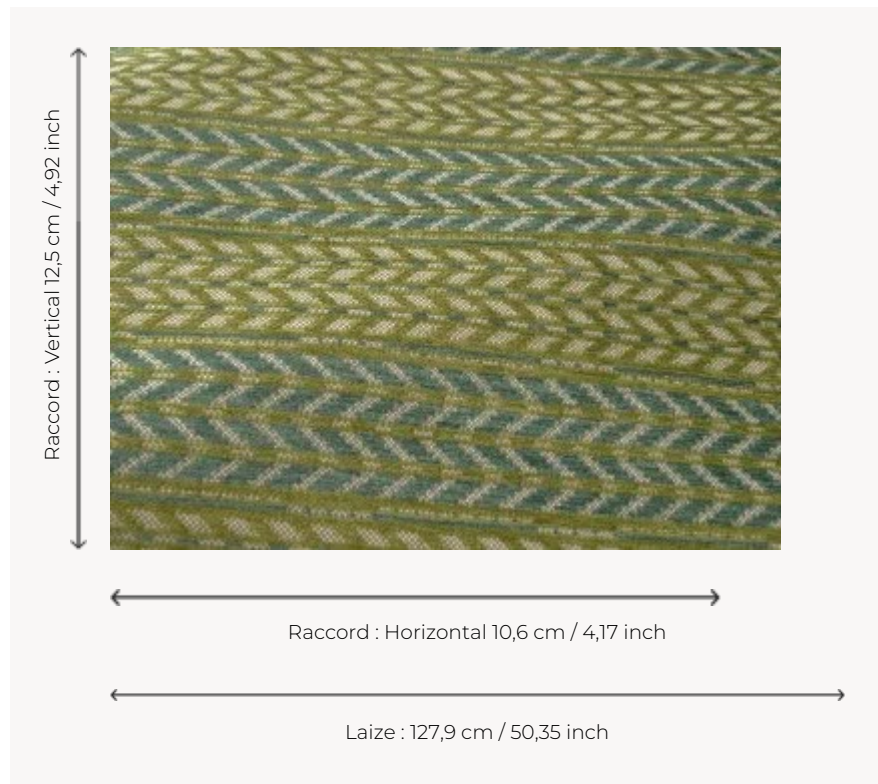 Raccord : Vertical 12,5 cm / 4,92 inch
Raccord : Horizontal 10,6 cm / 4,17 inch
Laize : 127,9 cm / 50,35 inch